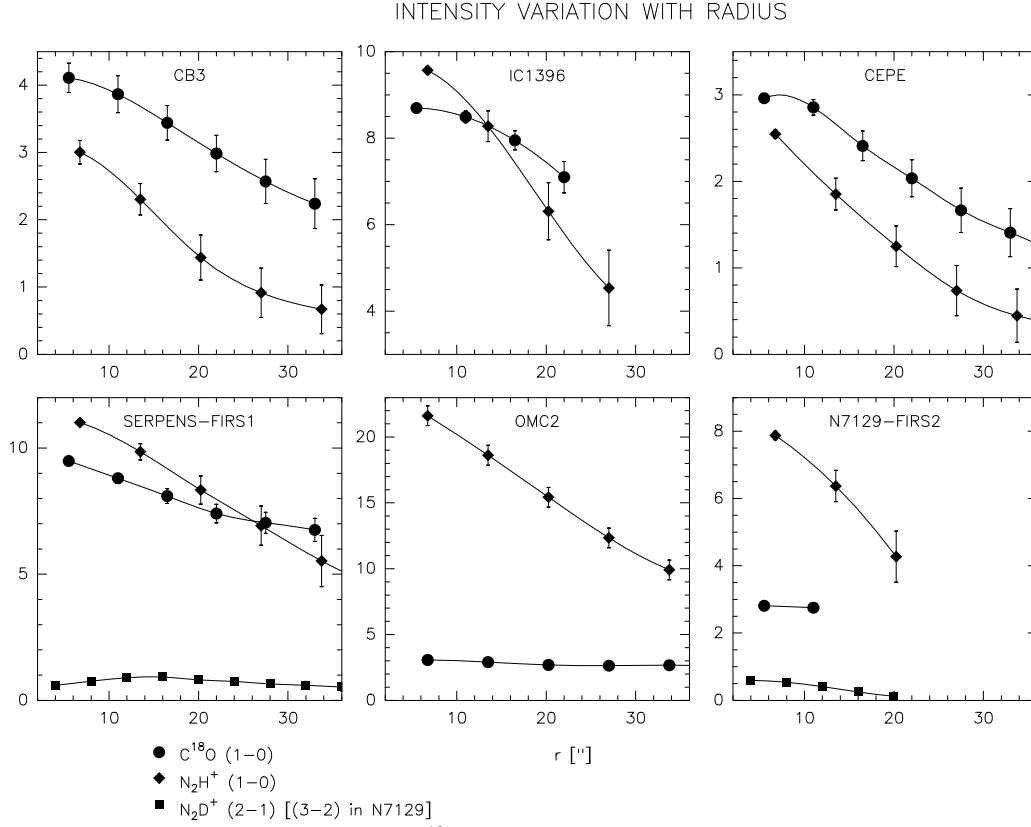 INTENSITY VARIATION WITH RADIUS
CB3
IC1396
CEPE
4
3
2
1
0
10
8
6
4
3
2
1
0
10 20 30
10 20 30
10 20 30
SERPENS−FIRS1
OMC2
N7129−FIRS2
10
5
0
20
15
10
5
0
8
6
4
2
0
10 20 30
10 20 30
10 20 30
r ["]
C¹⁸O (1−0)
N₂H⁺ (1−0)
N₂D⁺ (2−1) [(3−2) in N7129]